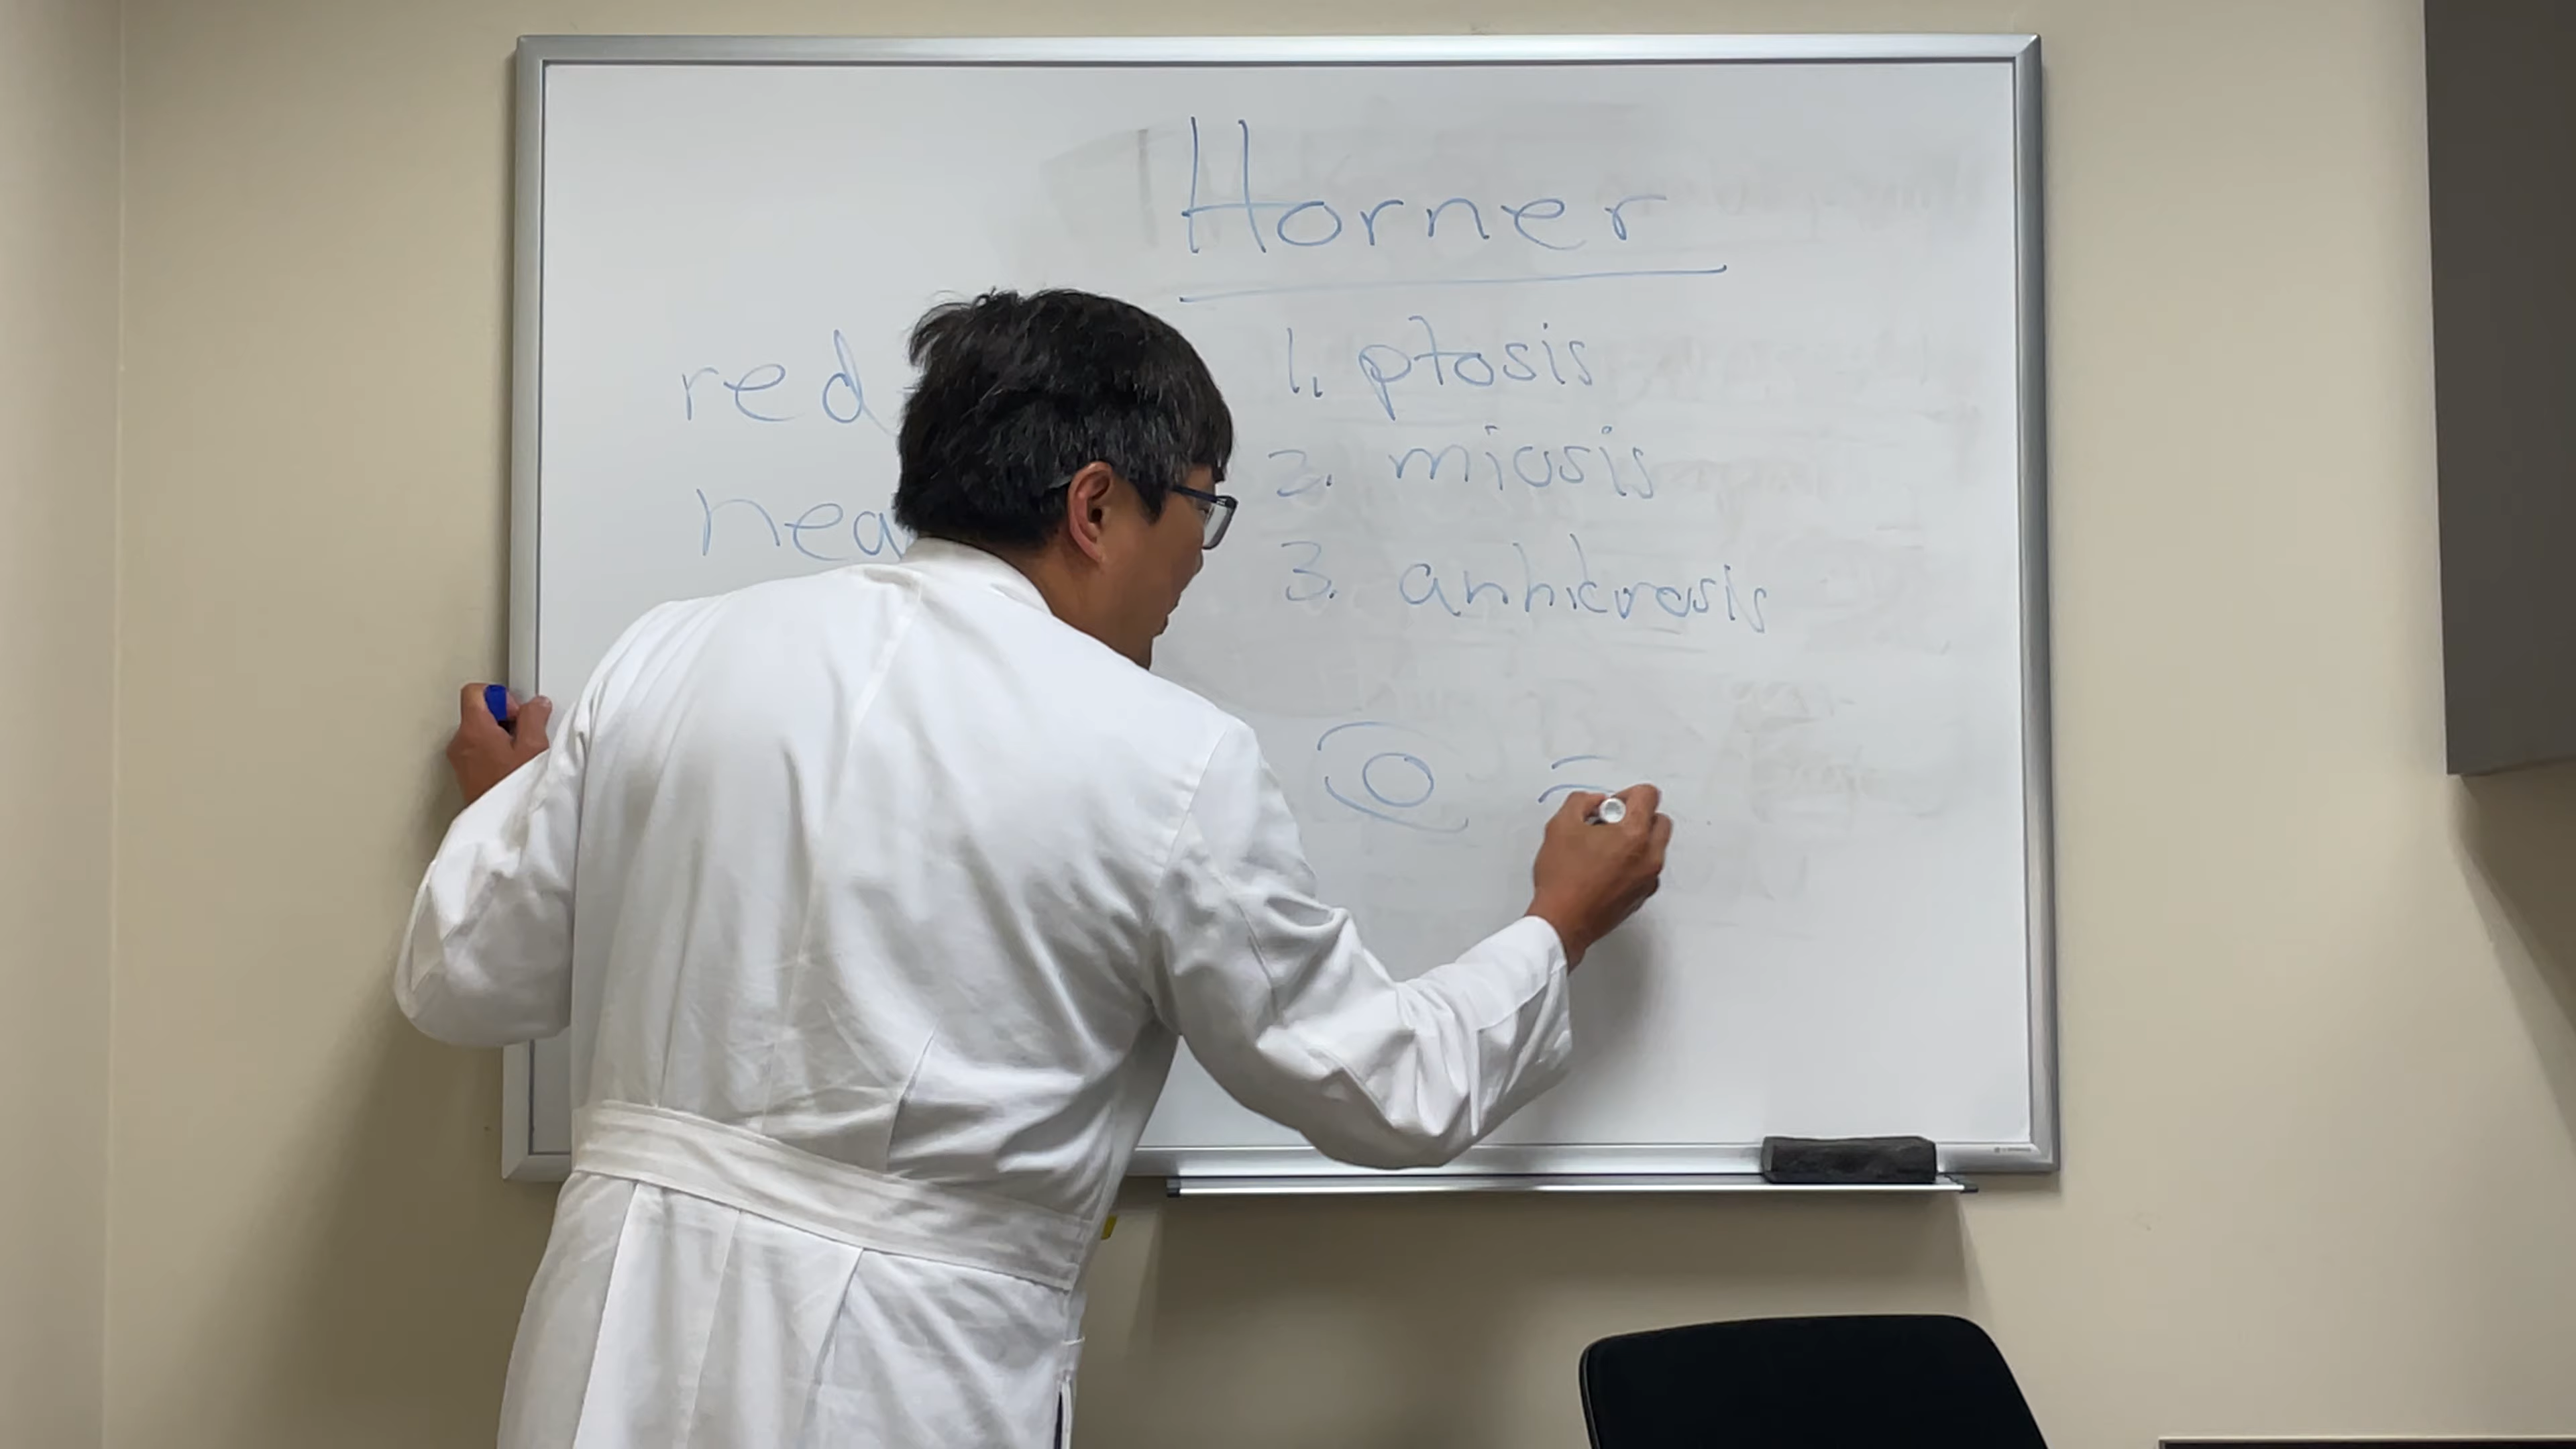 Horner
red
1. ptosis
2. miosis
3. anhidrosis